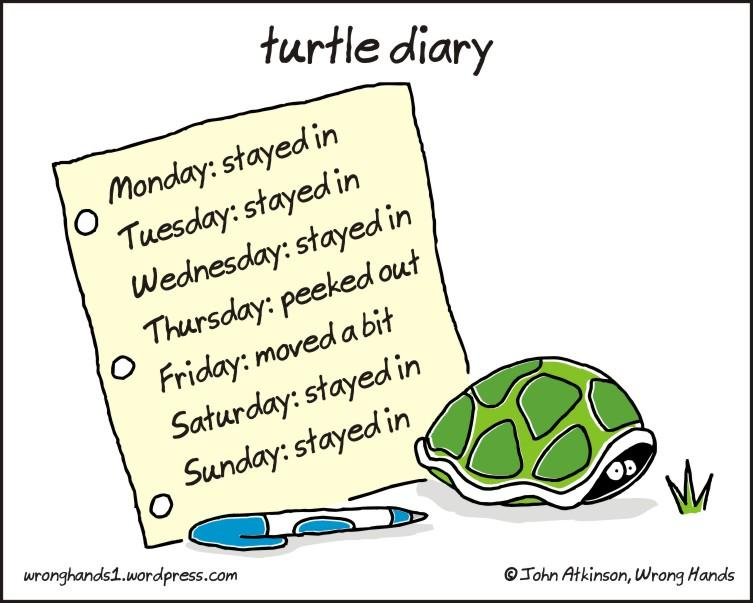 turtle diary
Monday: stayed in
Tuesday: stayed in
Wednesday: stayed in
Thursday: peeked out
Friday: moved a bit
Saturday: stayed in
Sunday: stayed in
wronghands1.wordpress.com
© John Atkinson, Wrong Hands